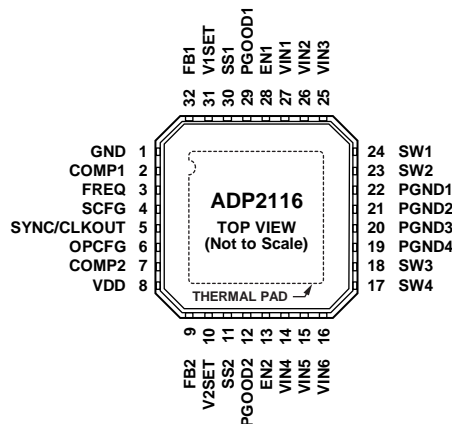 FB1
V1SET
SS1
PGOOD1
EN1
VIN1
VIN2
VIN3
32 31 30 29 28 27 26 25
GND 1
COMP1 2
FREQ 3
SCFG 4
SYNC/CLKOUT 5
OPCFG 6
COMP2 7
VDD 8
ADP2116
TOP VIEW
(Not to Scale)
THERMAL PAD
24 SW1
23 SW2
22 PGND1
21 PGND2
20 PGND3
19 PGND4
18 SW3
17 SW4
9 10 11 12 13 14 15 16
FB2
V2SET
SS2
PGOOD2
EN2
VIN4
VIN5
VIN6